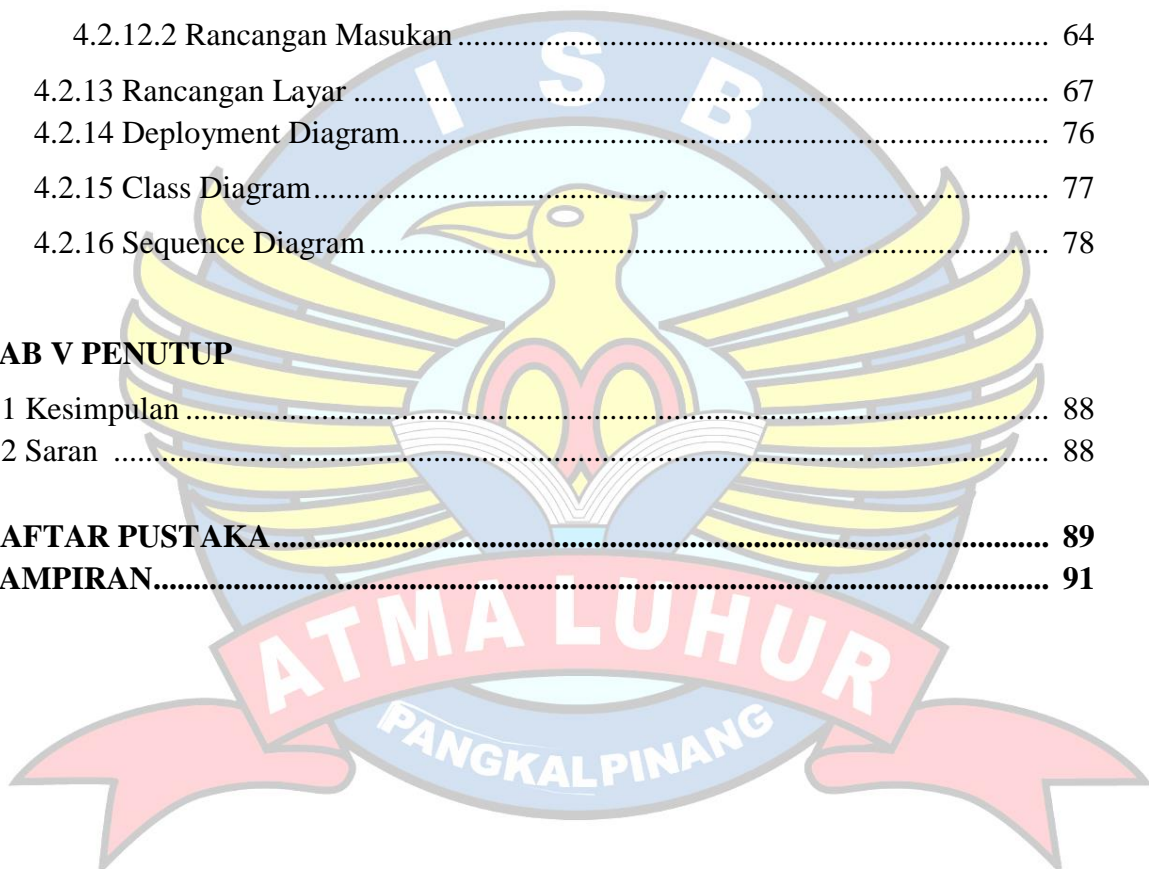 4.2.12.2 Rancangan Masukan ........................................................................... 64
4.2.13 Rancangan Layar ........................................................................................ 67
4.2.14 Deployment Diagram.................................................................................. 76
4.2.15 Class Diagram............................................................................................. 77
4.2.16 Sequence Diagram ...................................................................................... 78
AB V PENUTUP
1 Kesimpulan ............................................................................................................. 88
2 Saran ...................................................................................................................... 88
AFTAR PUSTAKA................................................................................................... 89
AMPIRAN.................................................................................................................. 91
I S B
ATMA LUHUR
PANGKALPINANG